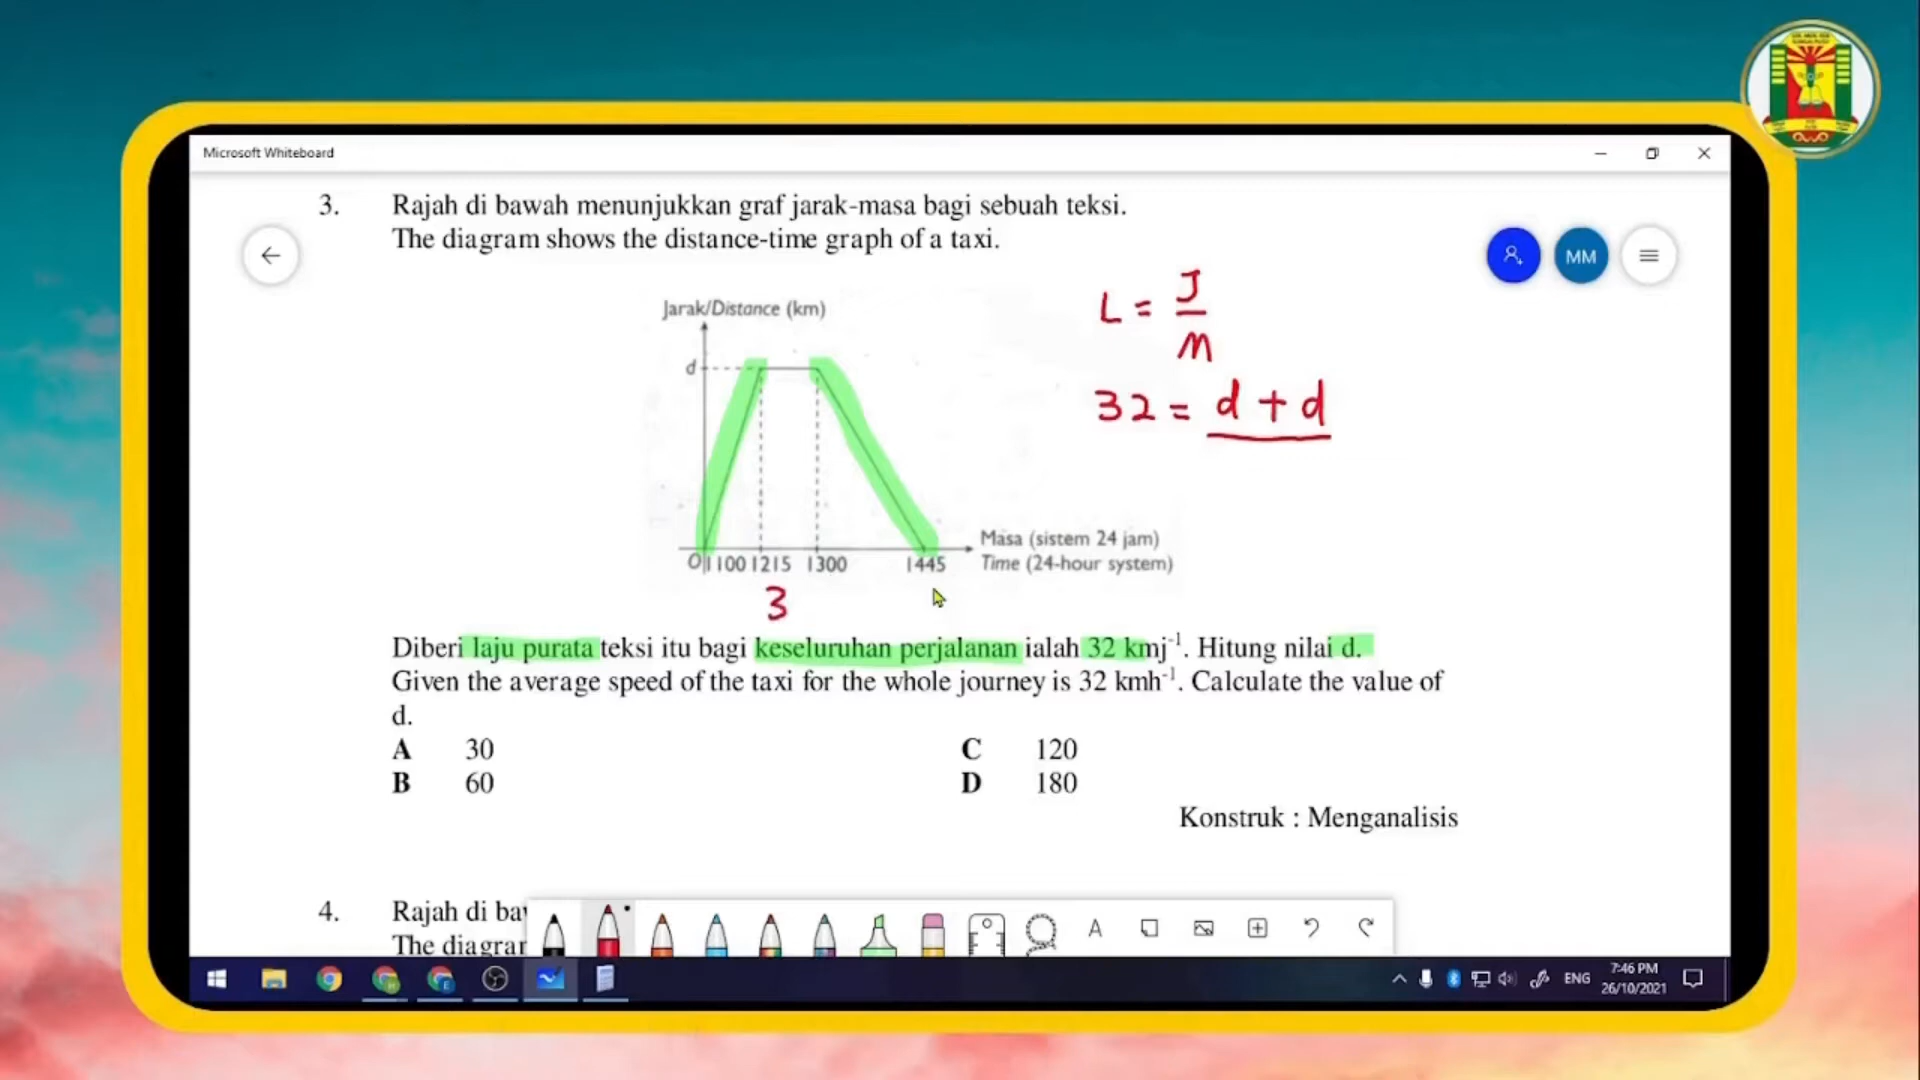 Microsoft Whiteboard
3. Rajah di bawah menunjukkan graf jarak-masa bagi sebuah teksi.
The diagram shows the distance-time graph of a taxi.
MM
Jarak/Distance (km)
L = J/M
d
32 = d + d
Masa (sistem 24 jam)
O 1100 1215 1300 1445 Time (24-hour system)
3
Diberi laju purata teksi itu bagi keseluruhan perjalanan ialah 32 kmj⁻¹. Hitung nilai d.
Given the average speed of the taxi for the whole journey is 32 kmh⁻¹. Calculate the value of
d.
A 30 C 120
B 60 D 180
Konstruk : Menganalisis
4. Rajah di baw
The diagrar
A
ENG 7:46 PM
26/10/2021